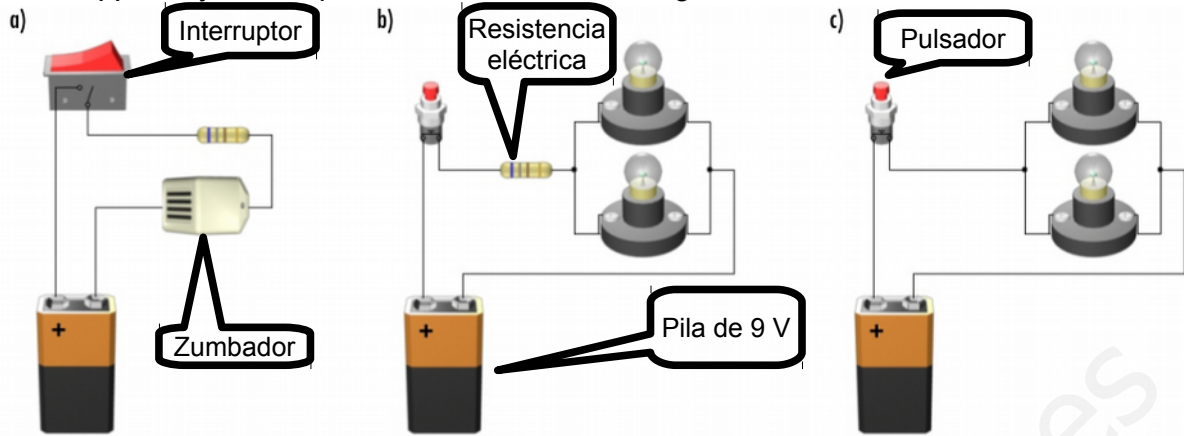 a)
Interruptor
b)
Resistencia
eléctrica
c)
Pulsador
Zumbador
Pila de 9 V
+
+
+